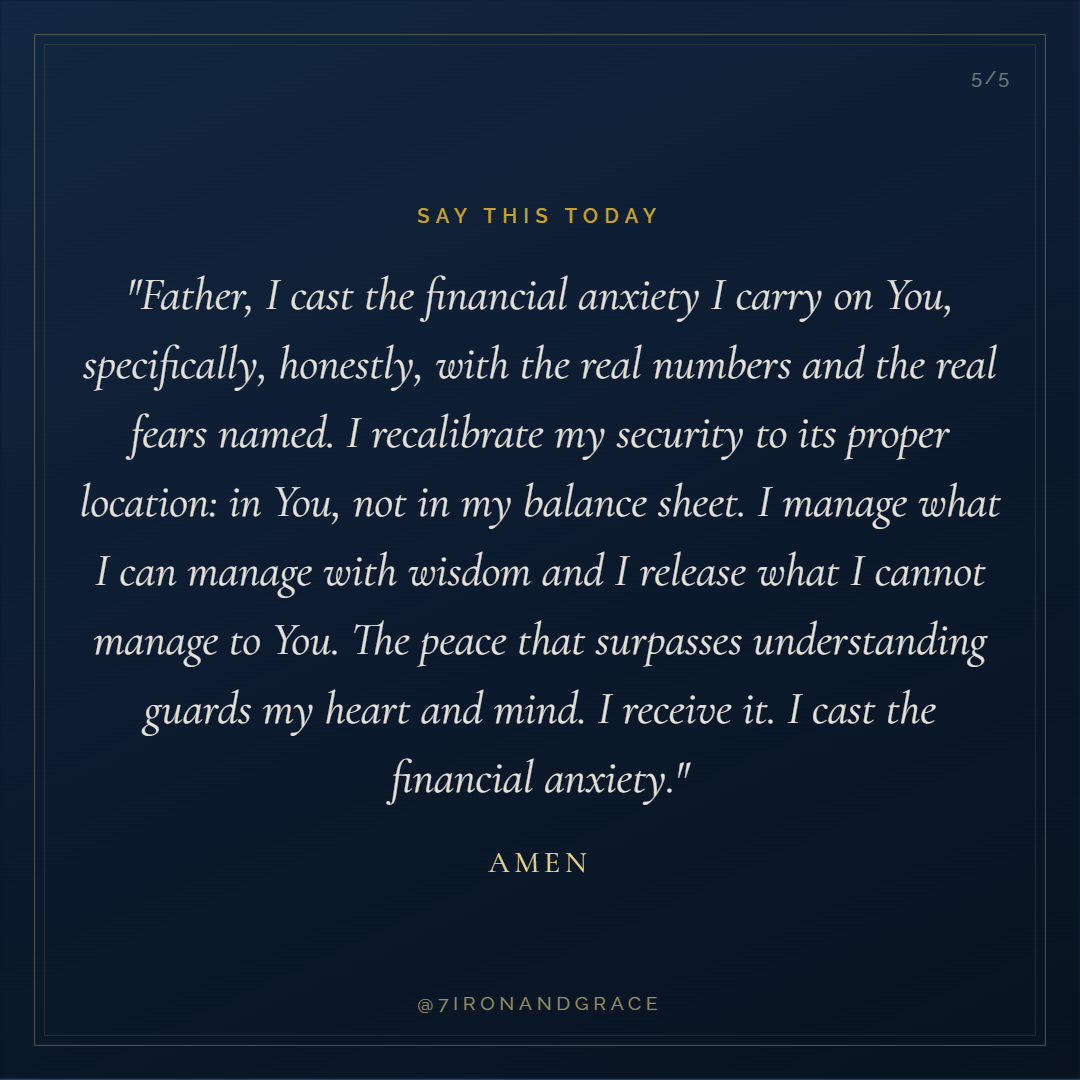 5/5
SAY THIS TODAY
"Father, I cast the financial anxiety I carry on You,
specifically, honestly, with the real numbers and the real
fears named. I recalibrate my security to its proper
location: in You, not in my balance sheet. I manage what
I can manage with wisdom and I release what I cannot
manage to You. The peace that surpasses understanding
guards my heart and mind. I receive it. I cast the
financial anxiety."
AMEN
@7IRONANDGRACE